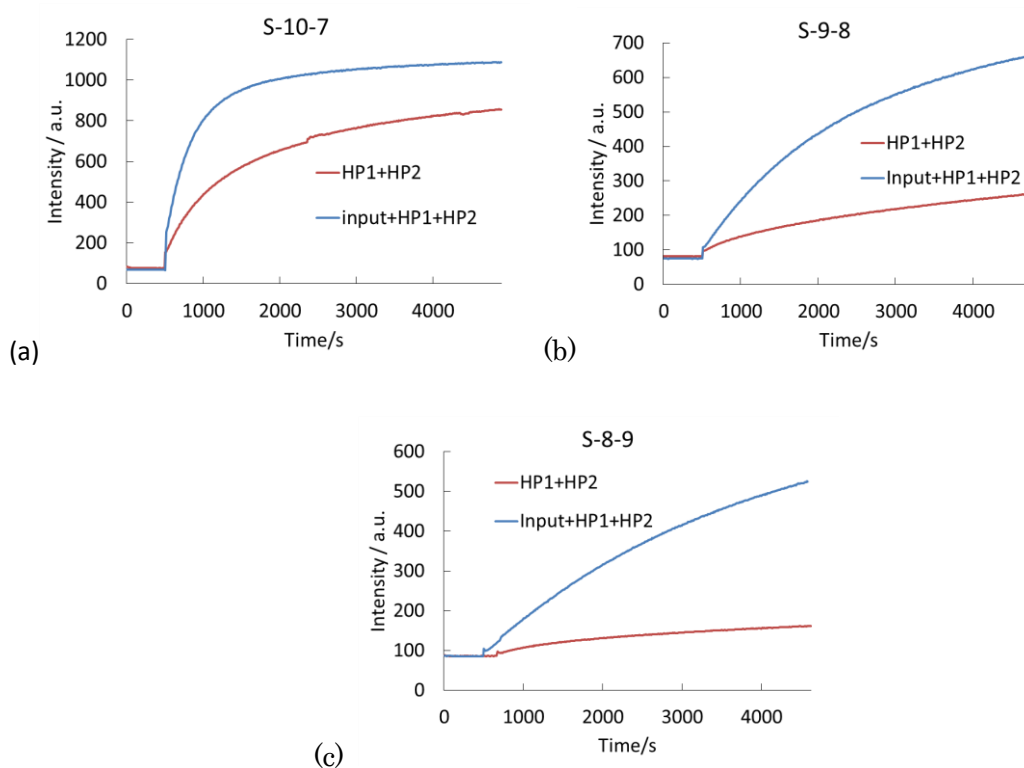 S-10-7
1200
1000
800
600
400
200
0
Intensity / a.u.
HP1+HP2
input+HP1+HP2
0 1000 2000 3000 4000
Time/s
(a)
S-9-8
700
600
500
400
300
200
100
0
Intensity / a.u.
HP1+HP2
Input+HP1+HP2
0 1000 2000 3000 4000
Time/s
(b)
S-8-9
600
500
400
300
200
100
0
Intensity / a.u.
HP1+HP2
Input+HP1+HP2
0 1000 2000 3000 4000
Time/s
(c)